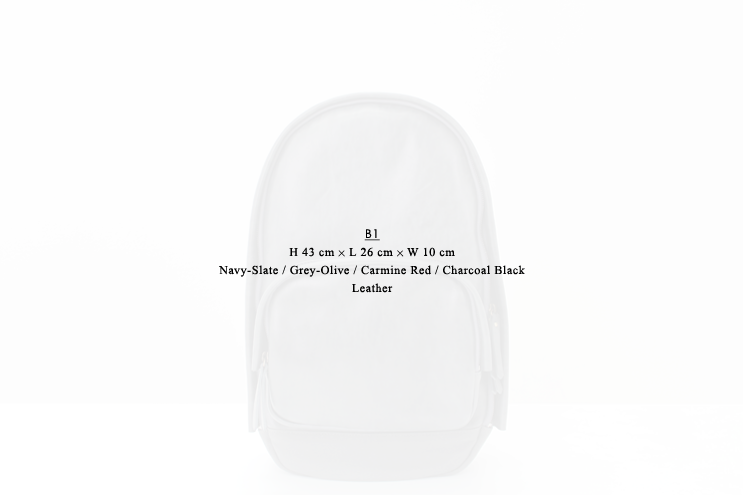 B1
H 43 cm × L 26 cm × W 10 cm
Navy-Slate / Grey-Olive / Carmine Red / Charcoal Black
Leather